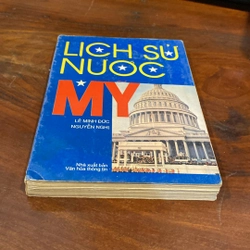 LỊCH SỬ
NƯỚC
MỸ
LÊ MINH ĐỨC
NGUYỄN NGHỊ
Nhà xuất bản
Văn hóa thông tin